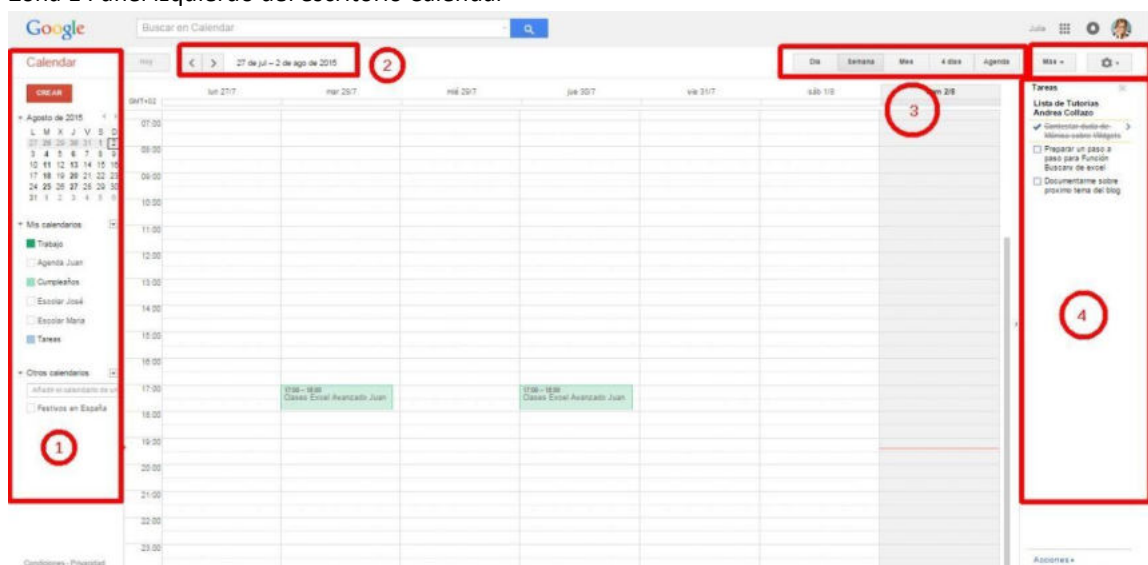 Zona 1 Panel izquierdo del escritorio Calendar
Google
Buscar en Calendar
Julie
Calendar
Hoy
27 de jul – 2 de ago de 2015
2
Día Semana Mes 4 días Agenda
Más
CREAR
lun 27/7 mar 28/7 mié 29/7 jue 30/7 vie 31/7 sáb 1/8 dom 2/8
GMT+02
3
Tareas
Lista de Tutorias
Andrea Collazo
Contestar duda de
Mónica sobre Widgets
Preparar un paso a
paso para Función
Buscarv de excel
Documentarme sobre
proximo tema del blog
4
Agosto de 2015
L M X J V S D
27 28 29 30 31 1 2
3 4 5 6 7 8 9
10 11 12 13 14 15 16
17 18 19 20 21 22 23
24 25 26 27 28 29 30
31 1 2 3 4 5 6
Mis calendarios
Trabajo
Agenda Juan
Cumpleaños
Escolar José
Escolar Maria
Tareas
Otros calendarios
Añadir el calendario de un
Festivos en España
1
07:00
08:00
09:00
10:00
11:00
12:00
13:00
14:00
15:00
16:00
17:00
18:00
19:00
20:00
21:00
22:00
23:00
17:00 – 18:00
Clases Excel Avanzado Juan
17:00 – 18:00
Clases Excel Avanzado Juan
Condiciones - Privacidad
Acciones